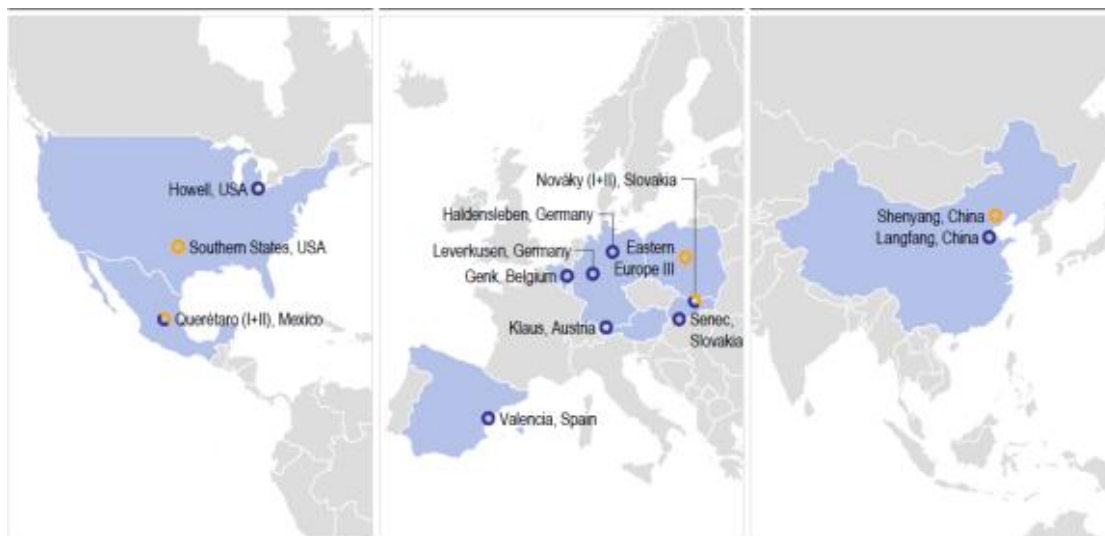 Howell, USA
Southern States, USA
Querétaro (I+II), Mexico
Nováky (I+II), Slovakia
Haldensleben, Germany
Leverkusen, Germany
Genk, Belgium
Eastern
Europe III
Klaus, Austria
Senec,
Slovakia
Valencia, Spain
Shenyang, China
Langfang, China